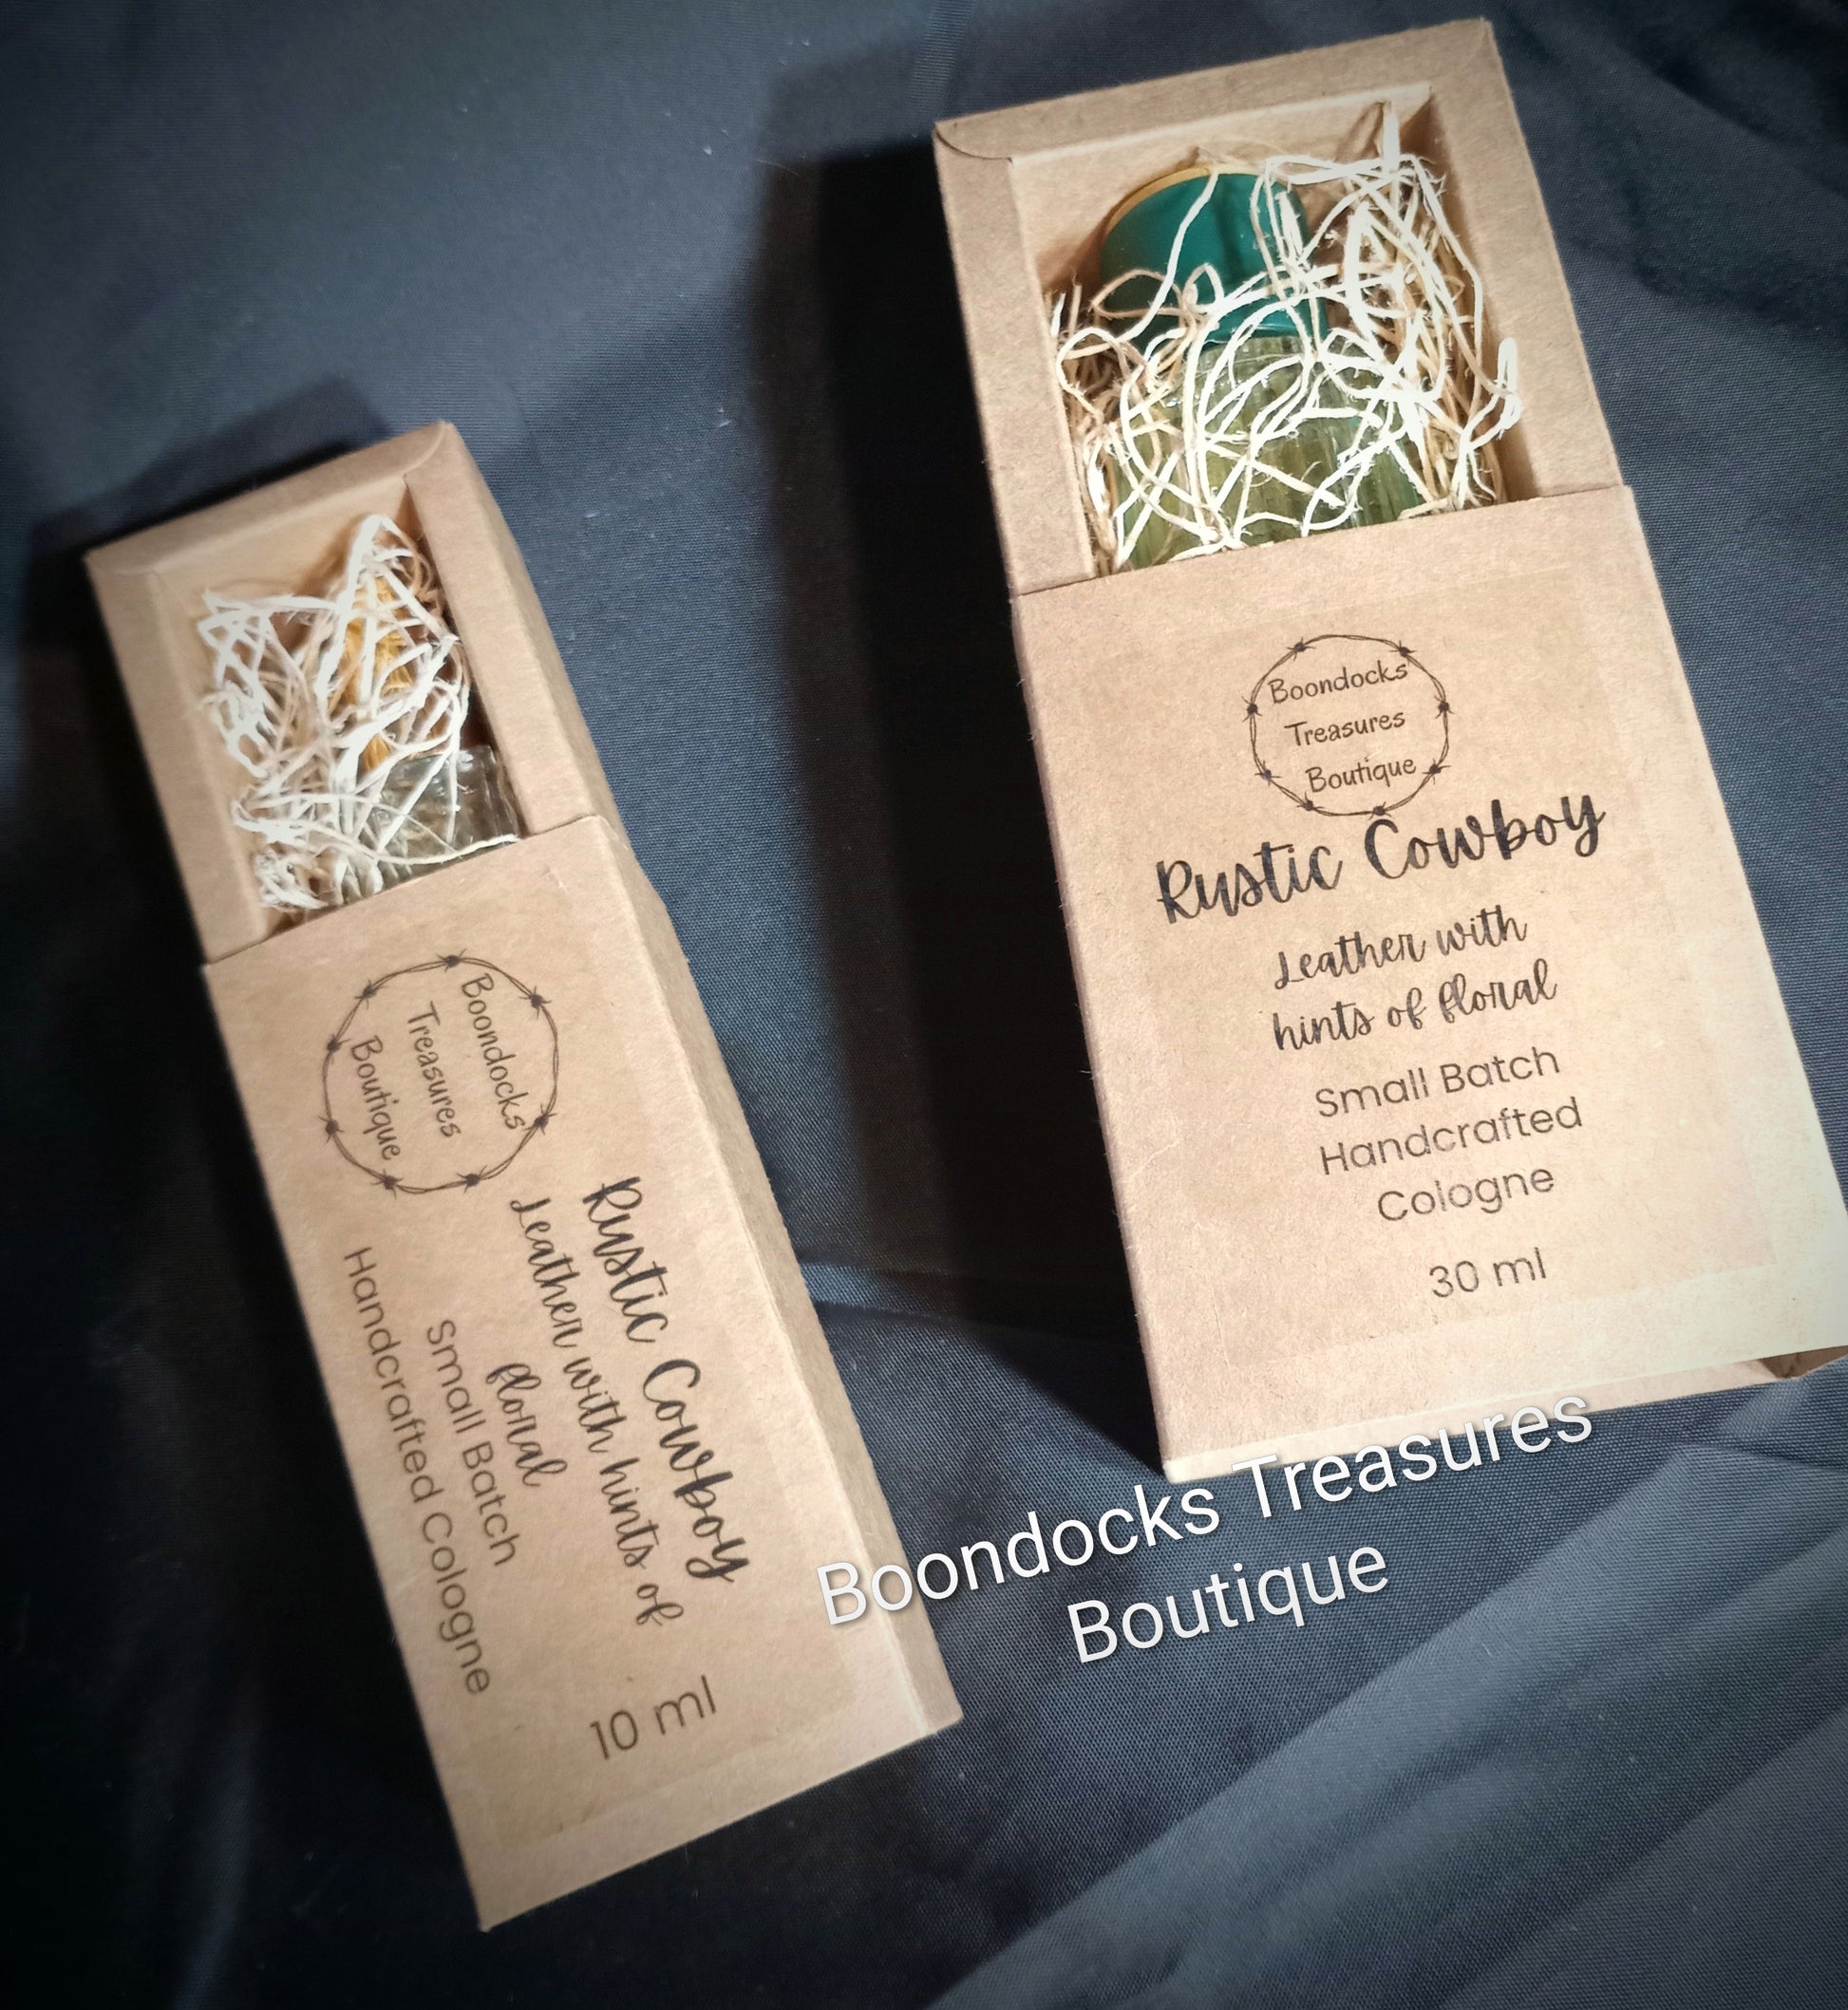 Boondocks
Treasures
Boutique
Rustic Cowboy
Leather with hints of
floral
Small Batch
Handcrafted Cologne
10 ml
Boondocks
Treasures
Boutique
Rustic Cowboy
Leather with
hints of floral
Small Batch
Handcrafted
Cologne
30 ml
Boondocks Treasures
Boutique